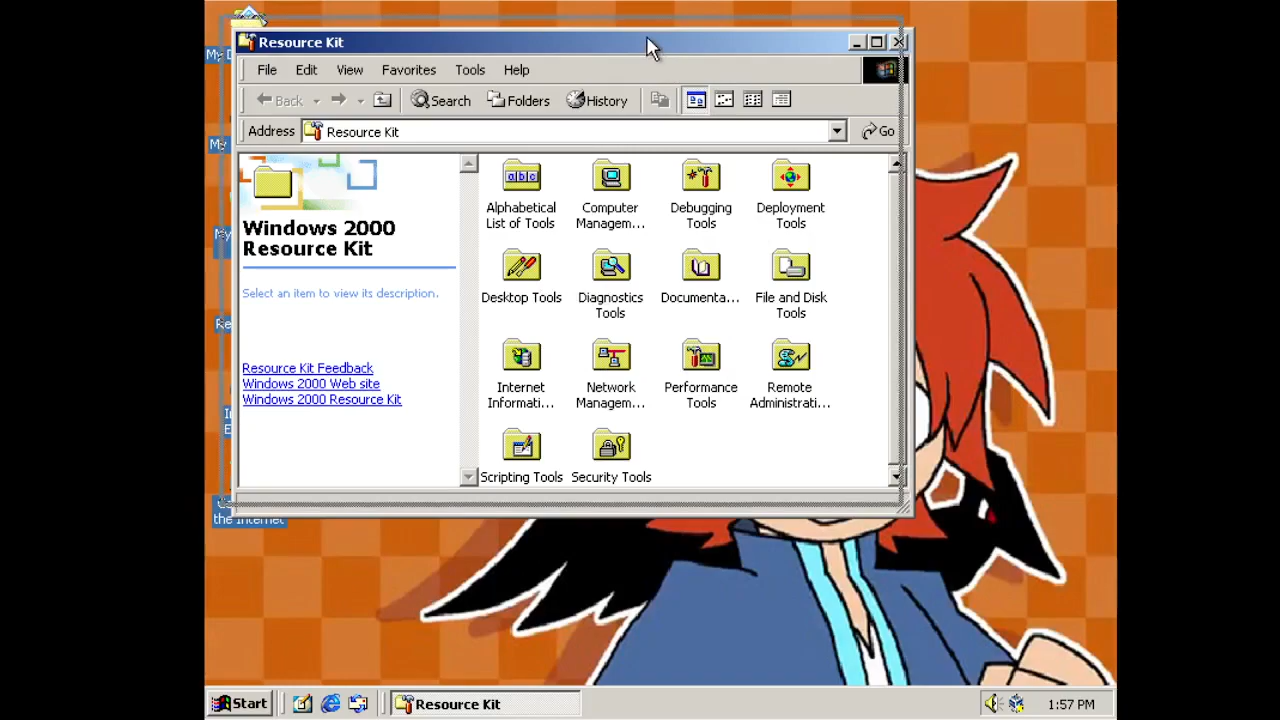 Resource Kit
File Edit View Favorites Tools Help
Back Search Folders History
Address Resource Kit Go
Windows 2000
Resource Kit
Select an item to view its description.
Resource Kit Feedback
Windows 2000 Web site
Windows 2000 Resource Kit
Alphabetical
List of Tools
Computer
Managem...
Debugging
Tools
Deployment
Tools
Desktop Tools
Diagnostics
Tools
Documenta...
File and Disk
Tools
Internet
Informati...
Network
Managem...
Performance
Tools
Remote
Administrati...
Scripting Tools
Security Tools
My
My
the Internet
Start Resource Kit 1:57 PM